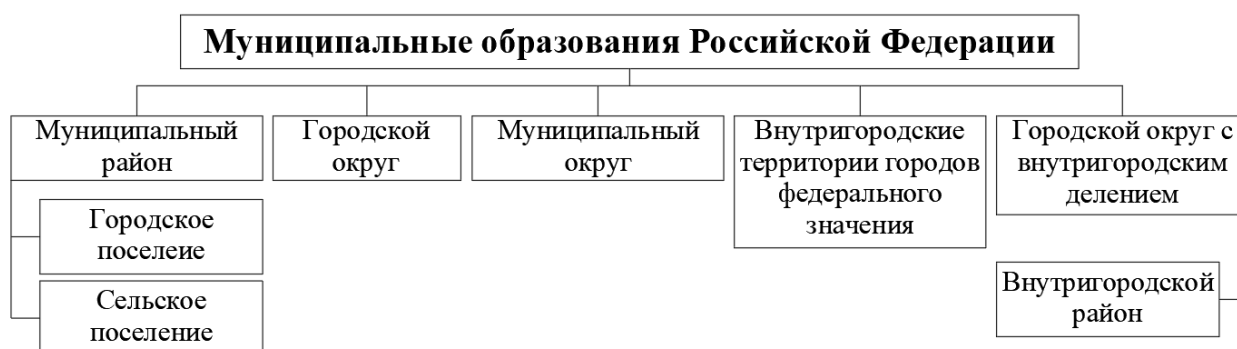 Муниципальные образования Российской Федерации
Муниципальный
район
Городской
округ
Муниципальный
округ
Внутригородские
территории городов
федерального
значения
Городской округ с
внутригородским
делением
Городское
поселеие
Сельское
поселение
Внутригородской
район